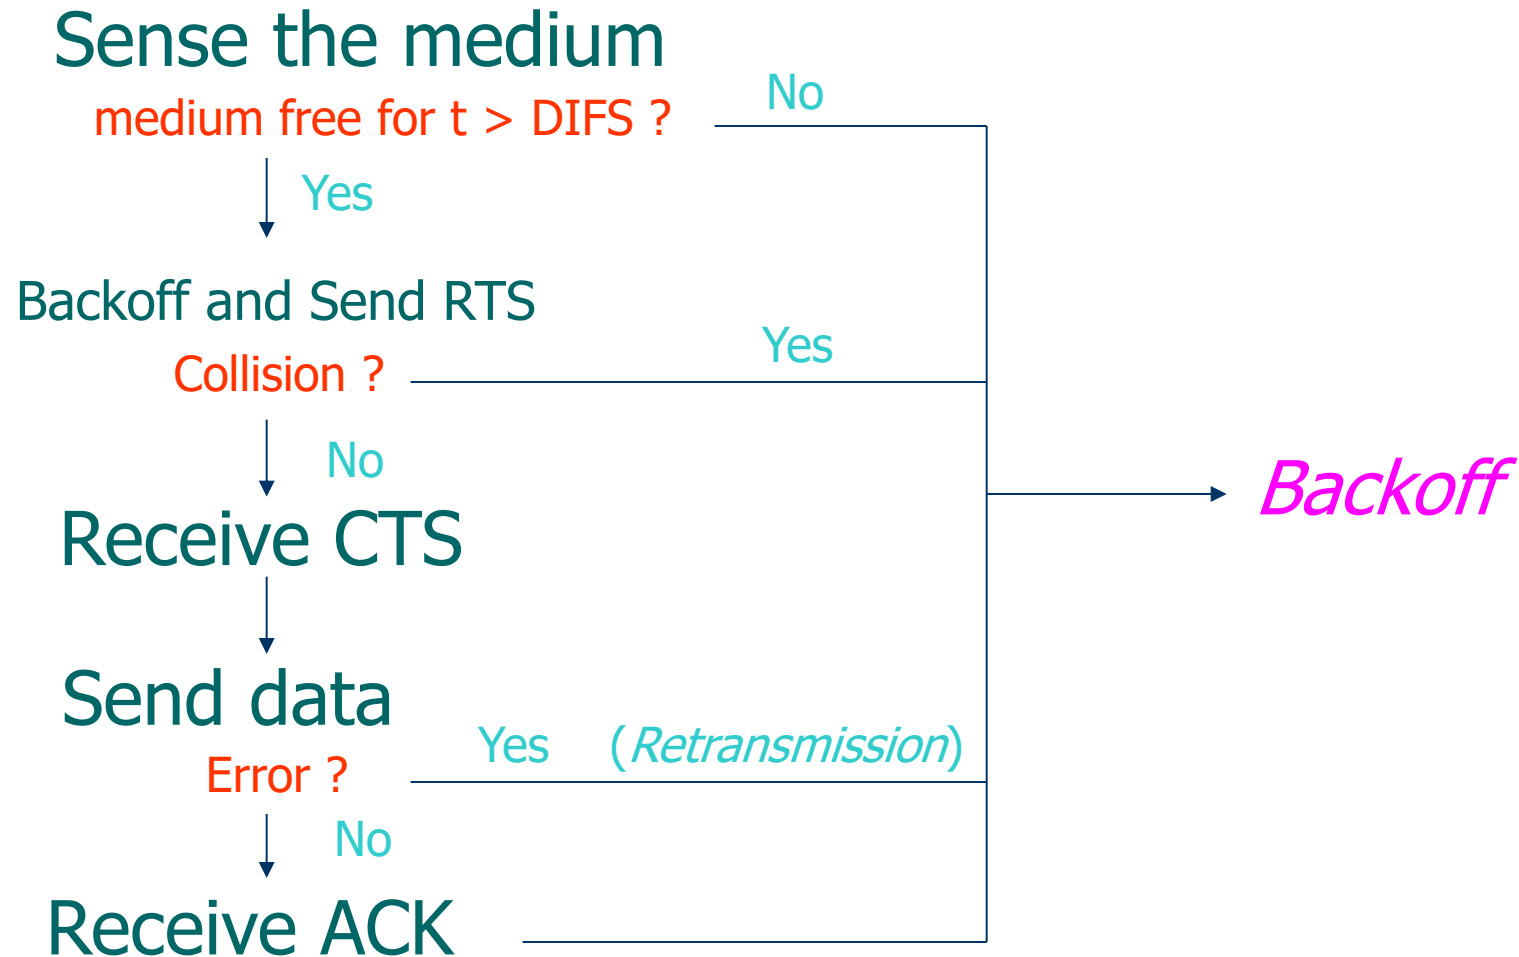 Sense the medium
No
medium free for t > DIFS ?
Yes
Backoff and Send RTS
Yes
Collision ?
No
Backoff
Receive CTS
Send data
Yes (Retransmission)
Error ?
No
Receive ACK